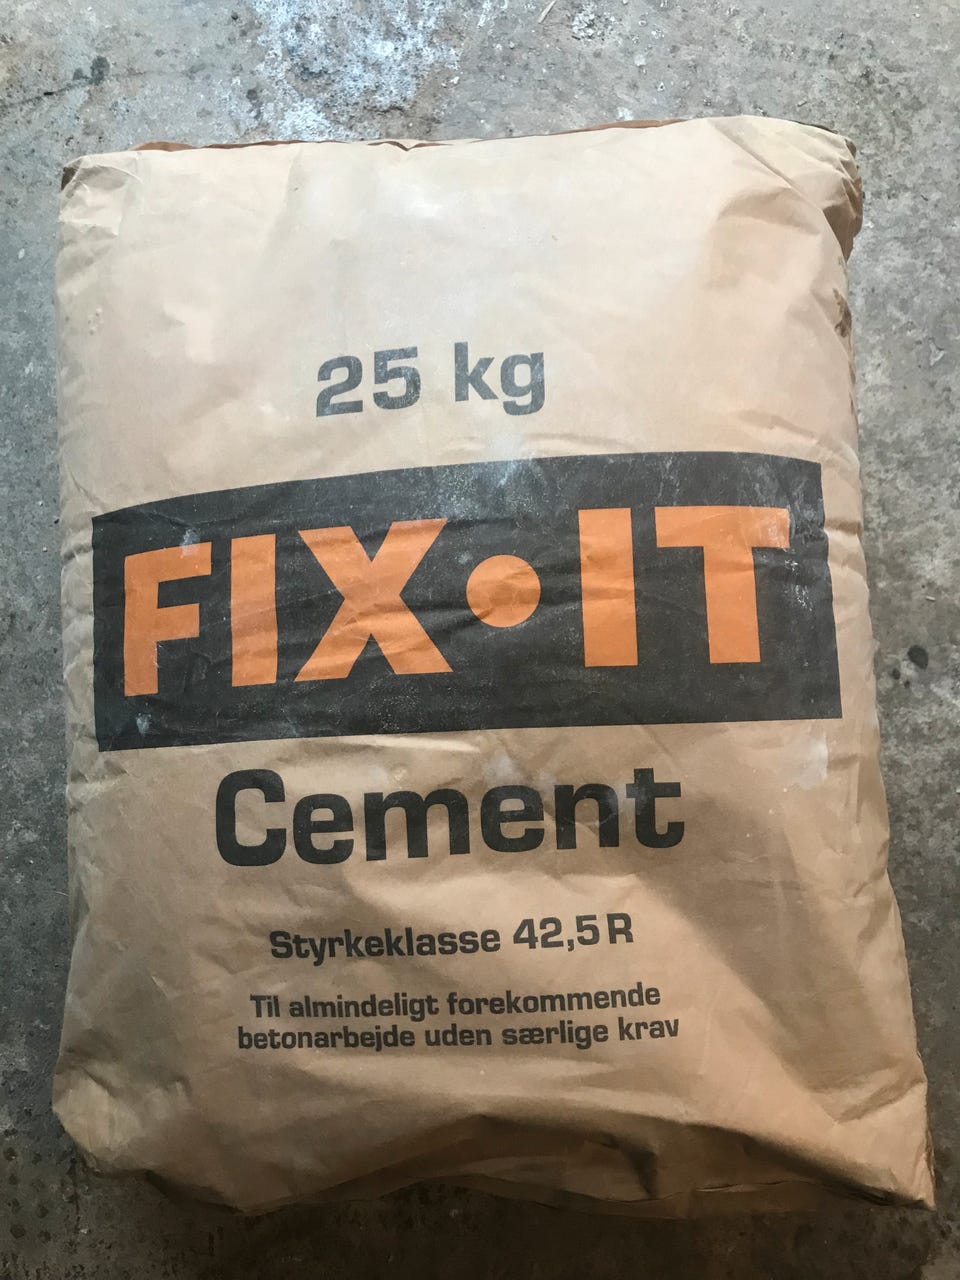 25 kg
FIX•IT
Cement
Styrkeklasse 42,5 R
Til almindeligt forekommende
betonarbejde uden særlige krav